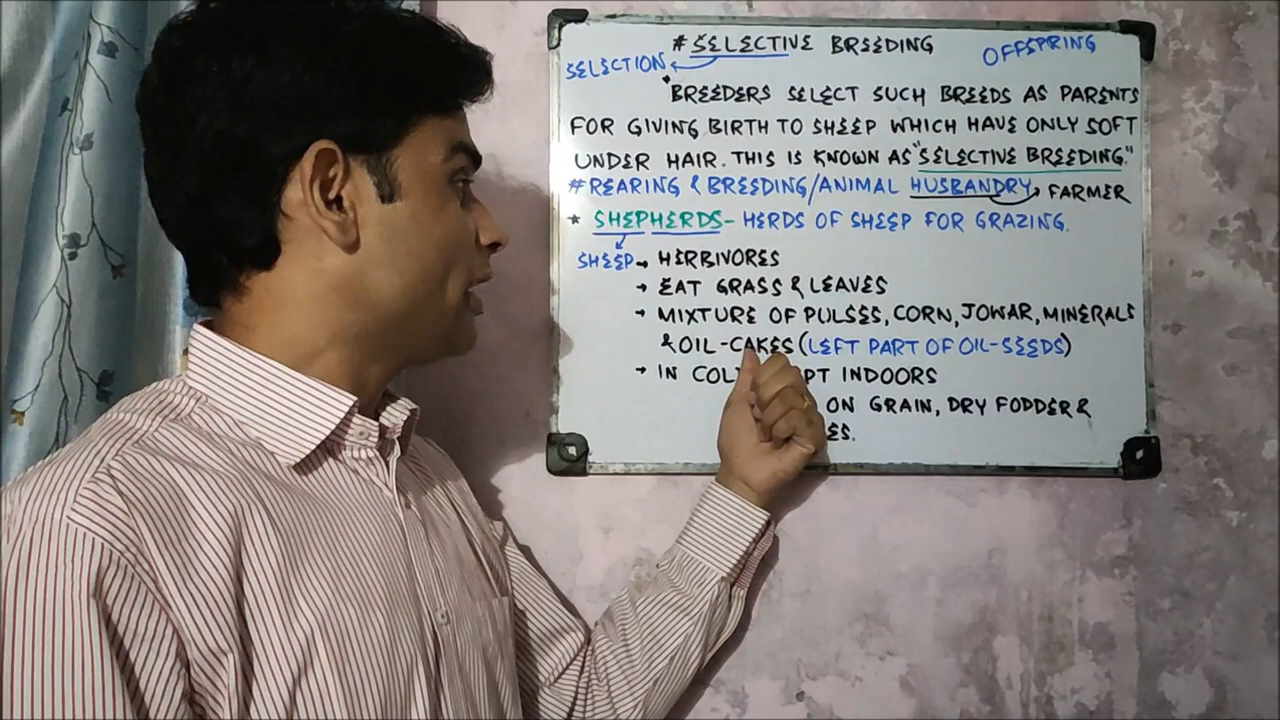 # SELECTIVE BREEDING
OFFSPRING
SELECTION
*BREEDERS SELECT SUCH BREEDS AS PARENTS
FOR GIVING BIRTH TO SHEEP WHICH HAVE ONLY SOFT
UNDER HAIR. THIS IS KNOWN AS "SELECTIVE BREEDING."
# REARING & BREEDING/ANIMAL HUSBANDRY → FARMER
* SHEPHERDS - HERDS OF SHEEP FOR GRAZING.
SHEEP → HERBIVORES
→ EAT GRASS & LEAVES
→ MIXTURE OF PULSES, CORN, JOWAR, MINERALS
& OIL-CAKES (LEFT PART OF OIL-SEEDS)
→ IN INDOORS
ON GRAIN, DRY FODDER &